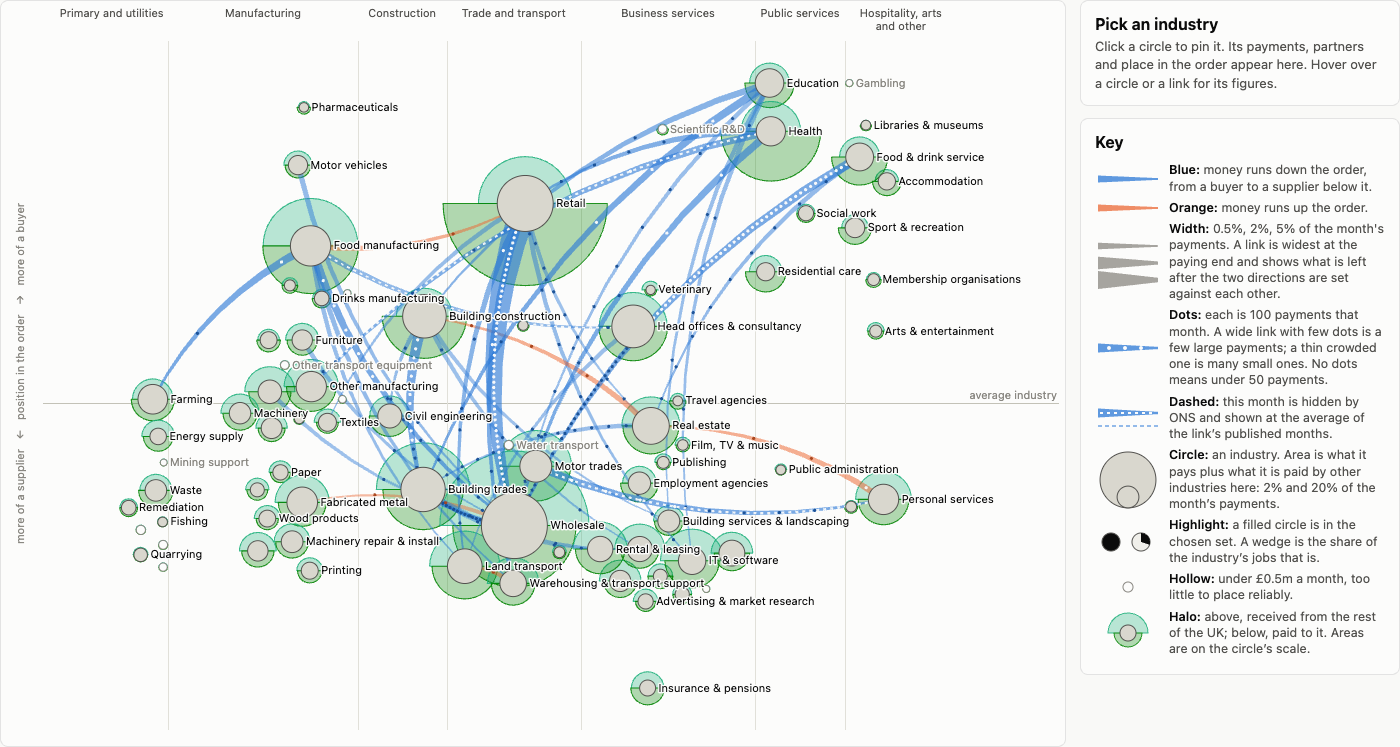 Primary and utilities
Manufacturing
Construction
Trade and transport
Business services
Public services
Hospitality, arts
and other
more of a supplier ← position in the order → more of a buyer
Education
Gambling
Pharmaceuticals
Scientific R&D
Health
Libraries & museums
Motor vehicles
Food & drink service
Accommodation
Retail
Social work
Sport & recreation
Food manufacturing
Residential care
Membership organisations
Veterinary
Drinks manufacturing
Building construction
Head offices & consultancy
Arts & entertainment
Furniture
Other transport equipment
Other manufacturing
average industry
Farming
Travel agencies
Machinery
Textiles
Civil engineering
Real estate
Energy supply
Water transport
Film, TV & music
Mining support
Motor trades
Publishing
Public administration
Paper
Employment agencies
Waste
Building trades
Personal services
Remediation
Fabricated metal
Fishing
Wood products
Wholesale
Building services & landscaping
Machinery repair & install
Rental & leasing
Quarrying
Land transport
IT & software
Printing
Warehousing & transport support
Advertising & market research
Insurance & pensions
Pick an industry
Click a circle to pin it. Its payments, partners
and place in the order appear here. Hover over
a circle or a link for its figures.
Key
Blue: money runs down the order,
from a buyer to a supplier below it.
Orange: money runs up the order.
Width: 0.5%, 2%, 5% of the month's
payments. A link is widest at the
paying end and shows what is left
after the two directions are set
against each other.
Dots: each is 100 payments that
month. A wide link with few dots is a
few large payments; a thin crowded
one is many small ones. No dots
means under 50 payments.
Dashed: this month is hidden by
ONS and shown at the average of
the link's published months.
Circle: an industry. Area is what it
pays plus what it is paid by other
industries here: 2% and 20% of the
month's payments.
Highlight: a filled circle is in the
chosen set. A wedge is the share of
the industry's jobs that is.
Hollow: under £0.5m a month, too
little to place reliably.
Halo: above, received from the rest
of the UK; below, paid to it. Areas
are on the circle's scale.